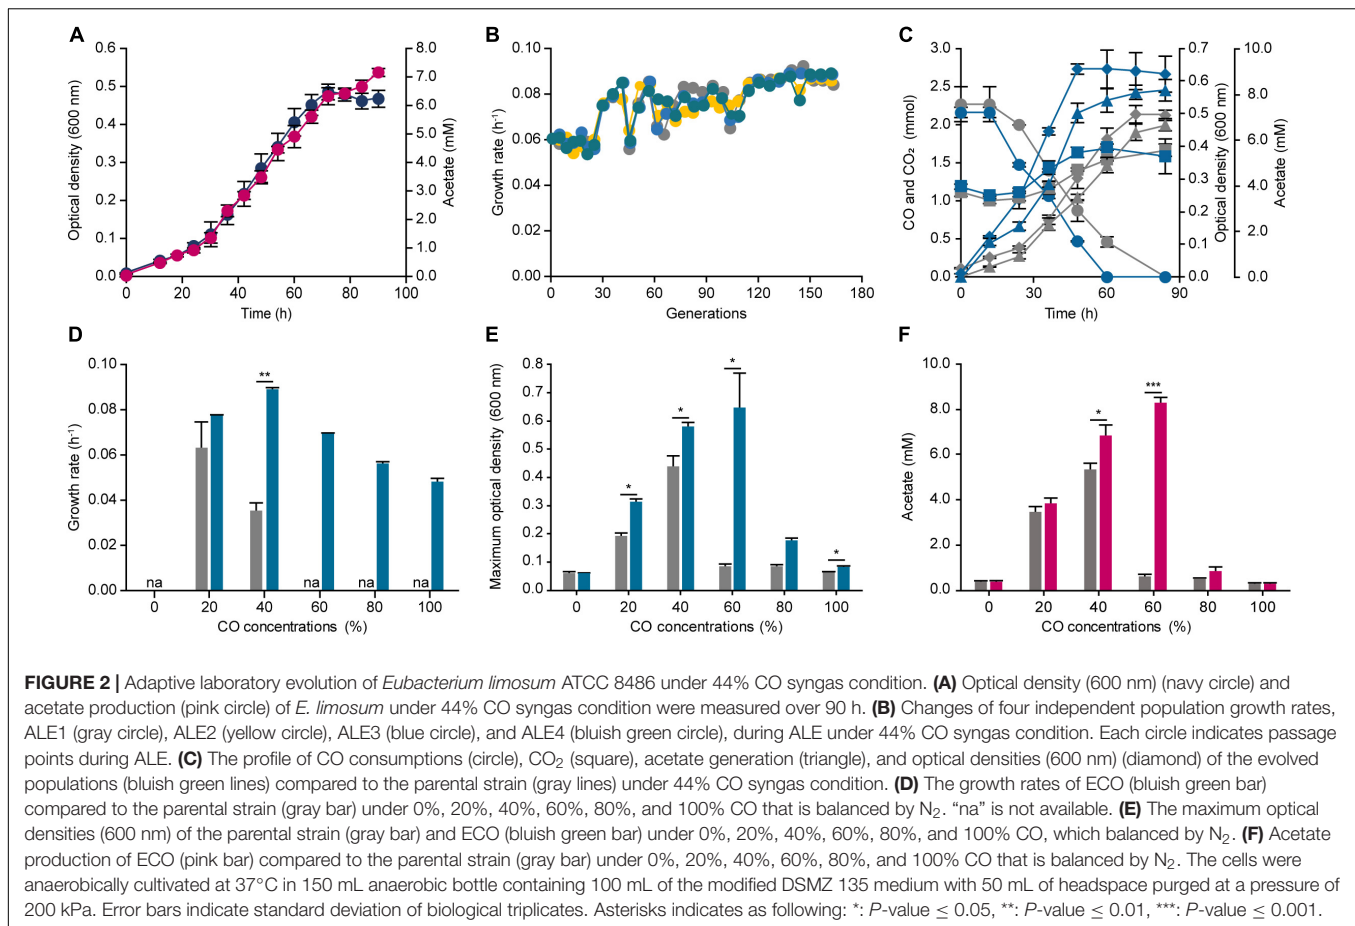 A
0.6
0.5
0.4
0.3
0.2
0.1
0.0
Optical density (600 nm)
8.0
7.0
6.0
5.0
4.0
3.0
2.0
1.0
0.0
Acetate (mM)
0 20 40 60 80 100
Time (h)
B
0.10
0.08
0.06
0.04
0.02
0.00
Growth rate (h⁻¹)
0 30 60 90 120 150 180
Generations
C
3.0
2.5
2.0
1.5
1.0
0.5
0.0
CO and CO₂ (mmol)
0.7
0.6
0.5
0.4
0.3
0.2
0.1
0.0
Optical density (600 nm)
10.0
8.0
6.0
4.0
2.0
0.0
Acetate (mM)
0 30 60 90
Time (h)
D
0.10
0.08
0.06
0.04
0.02
0.00
Growth rate (h⁻¹)
**
na na na na
0 20 40 60 80 100
CO concentrations (%)
E
0.8
0.7
0.6
0.5
0.4
0.3
0.2
0.1
0.0
Maximum optical density (600 nm)
* * * *
0 20 40 60 80 100
CO concentrations (%)
F
10.0
8.0
6.0
4.0
2.0
0.0
Acetate (mM)
* ***
0 20 40 60 80 100
CO concentrations (%)
FIGURE 2 | Adaptive laboratory evolution of Eubacterium limosum ATCC 8486 under 44% CO syngas condition. (A) Optical density (600 nm) (navy circle) and
acetate production (pink circle) of E. limosum under 44% CO syngas condition were measured over 90 h. (B) Changes of four independent population growth rates,
ALE1 (gray circle), ALE2 (yellow circle), ALE3 (blue circle), and ALE4 (bluish green circle), during ALE under 44% CO syngas condition. Each circle indicates passage
points during ALE. (C) The profile of CO consumptions (circle), CO₂ (square), acetate generation (triangle), and optical densities (600 nm) (diamond) of the evolved
populations (bluish green lines) compared to the parental strain (gray lines) under 44% CO syngas condition. (D) The growth rates of ECO (bluish green bar)
compared to the parental strain (gray bar) under 0%, 20%, 40%, 60%, 80%, and 100% CO that is balanced by N₂. “na” is not available. (E) The maximum optical
densities (600 nm) of the parental strain (gray bar) and ECO (bluish green bar) under 0%, 20%, 40%, 60%, 80%, and 100% CO, which balanced by N₂. (F) Acetate
production of ECO (pink bar) compared to the parental strain (gray bar) under 0%, 20%, 40%, 60%, 80%, and 100% CO that is balanced by N₂. The cells were
anaerobically cultivated at 37°C in 150 mL anaerobic bottle containing 100 mL of the modified DSMZ 135 medium with 50 mL of headspace purged at a pressure of
200 kPa. Error bars indicate standard deviation of biological triplicates. Asterisks indicates as following: *: P-value ≤ 0.05, **: P-value ≤ 0.01, ***: P-value ≤ 0.001.